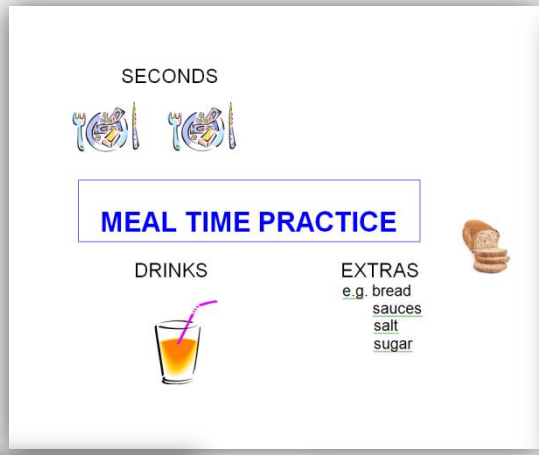 SECONDS
MEAL TIME PRACTICE
DRINKS
EXTRAS
e.g. bread
sauces
salt
sugar